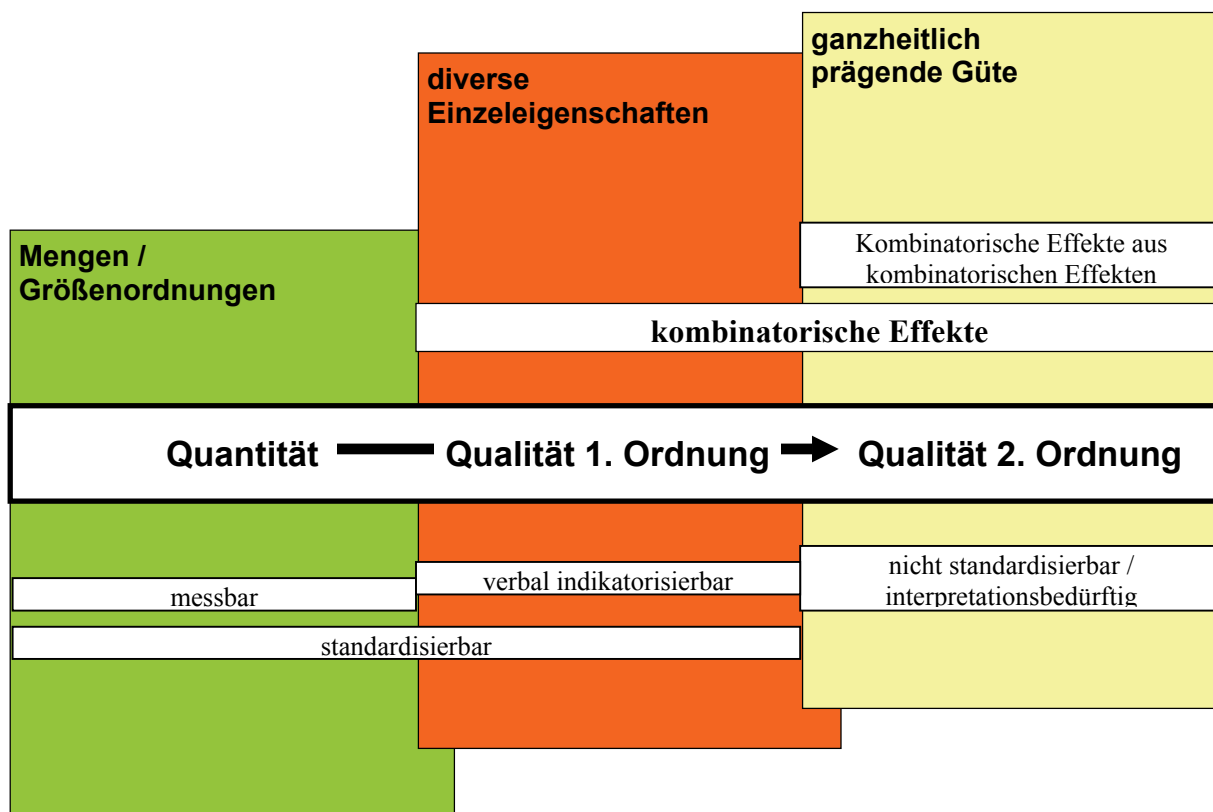 ganzheitlich
prägende Güte
diverse
Einzeleigenschaften
Mengen /
Größenordnungen
Kombinatorische Effekte aus
kombinatorischen Effekten
kombinatorische Effekte
Quantität Qualität 1. Ordnung Qualität 2. Ordnung
messbar
verbal indikatorisierbar
nicht standardisierbar /
interpretationsbedürftig
standardisierbar